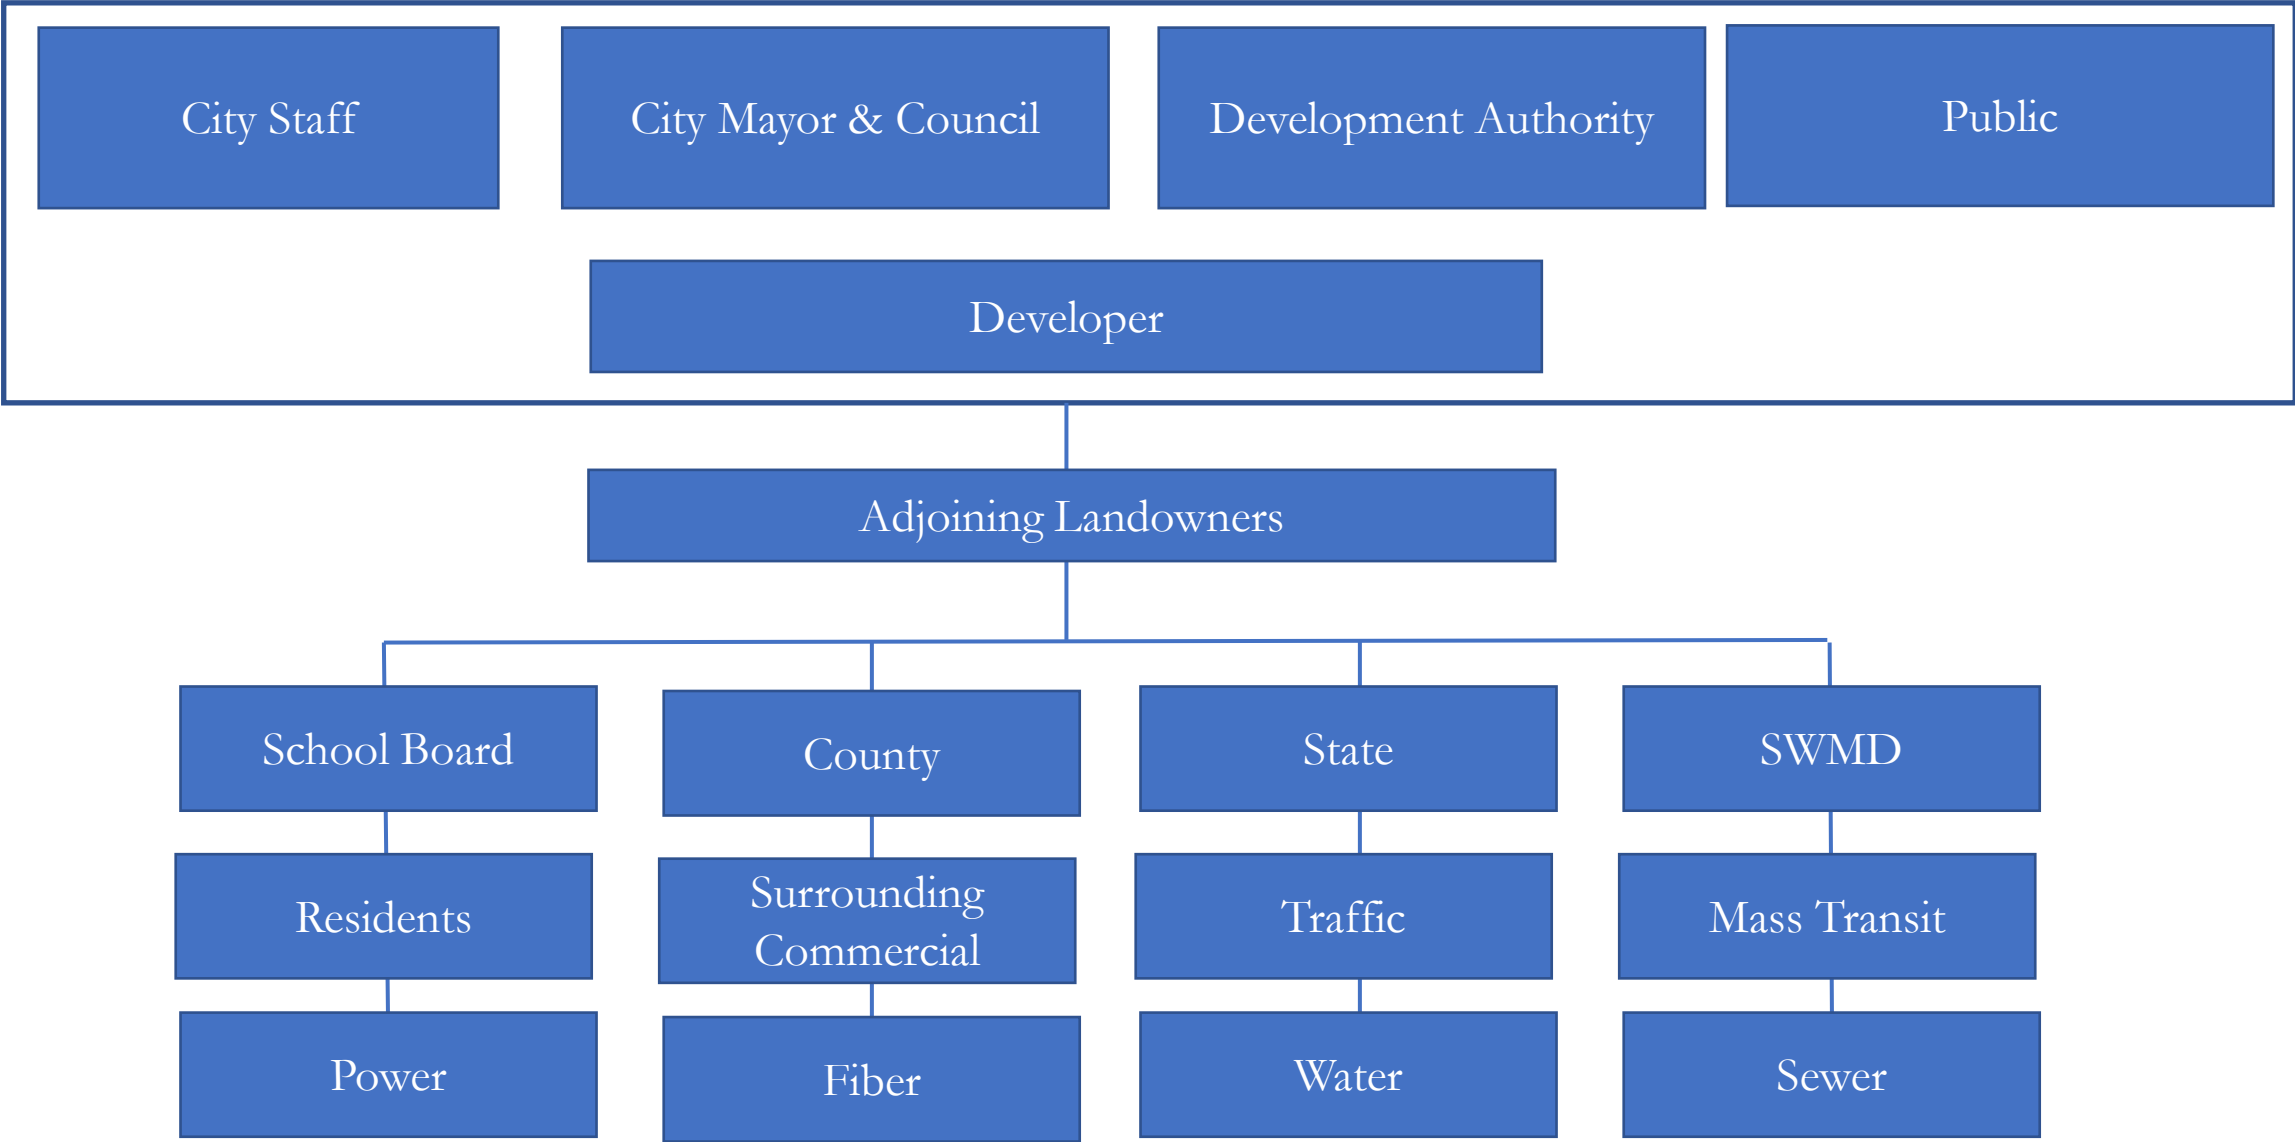 City Staff
City Mayor & Council
Development Authority
Public
Developer
Adjoining Landowners
School Board
County
State
SWMD
Residents
Surrounding
Commercial
Traffic
Mass Transit
Power
Fiber
Water
Sewer